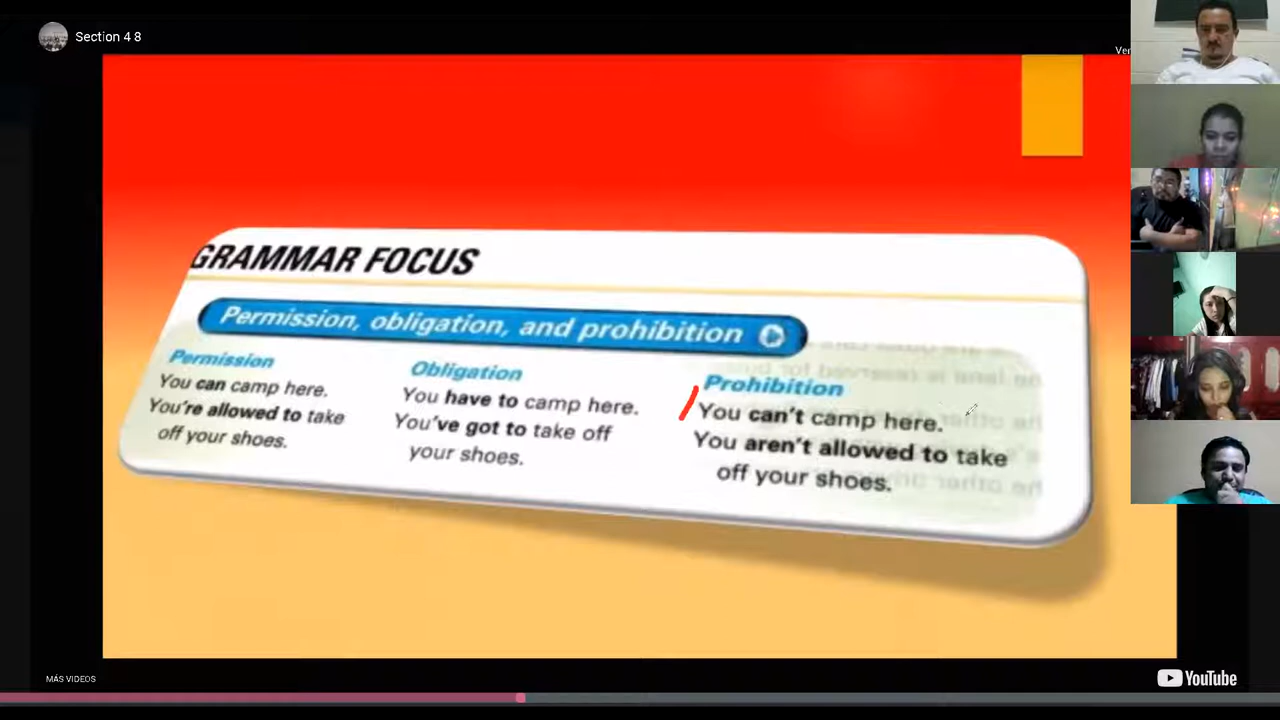 Section 4 8
Ver
GRAMMAR FOCUS
Permission, obligation, and prohibition
Permission
You can camp here.
You're allowed to take
off your shoes.
Obligation
You have to camp here.
You've got to take off
your shoes.
Prohibition
You can't camp here.
You aren't allowed to take
off your shoes.
MÁS VIDEOS
YouTube